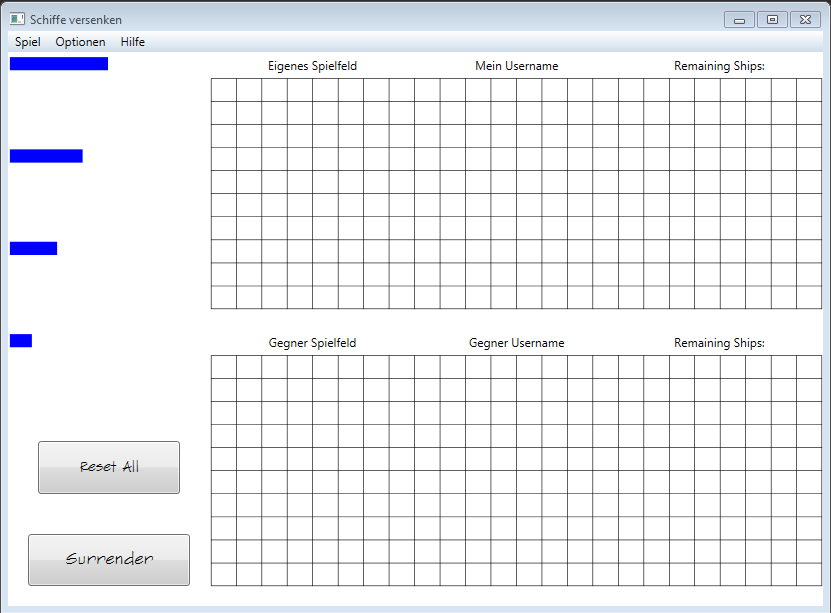 Schiffe versenken
Spiel Optionen Hilfe
Eigenes Spielfeld Mein Username Remaining Ships:
Gegner Spielfeld Gegner Username Remaining Ships:
Reset All
Surrender